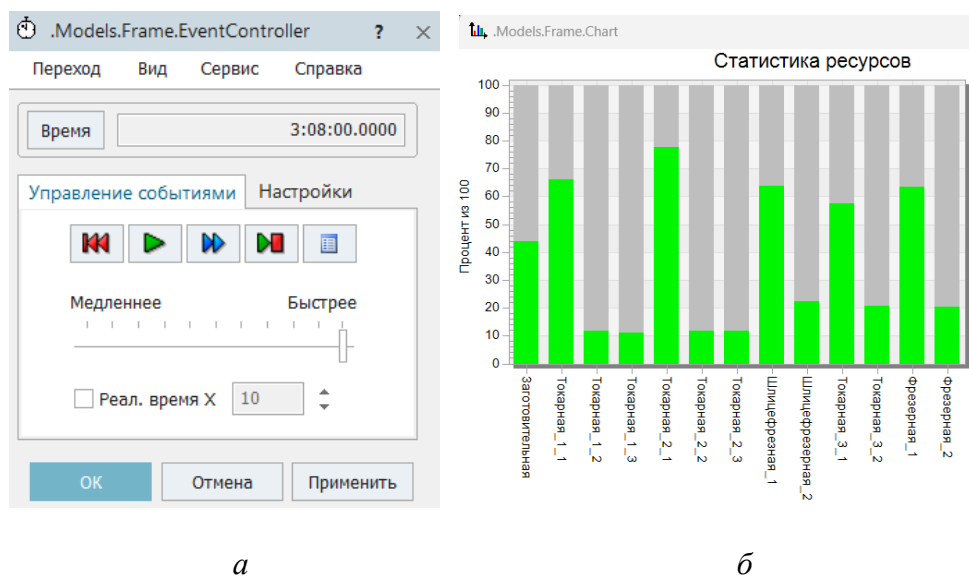 .Models.Frame.EventController ? ×
Переход Вид Сервис Справка
Время 3:08:00.0000
Управление событиями Настройки
Медленнее Быстрее
Реал. время X 10
OK Отмена Применить
а
.Models.Frame.Chart
Статистика ресурсов
Процент из 100
100
90
80
70
60
50
40
30
20
10
0
Заготовительная
Токарная_1_1
Токарная_1_2
Токарная_1_3
Токарная_2_1
Токарная_2_2
Токарная_2_3
Шлицефрезная_1
Шлицефрезерная_2
Токарная_3_1
Токарная_3_2
Фрезерная_1
Фрезерная_2
б